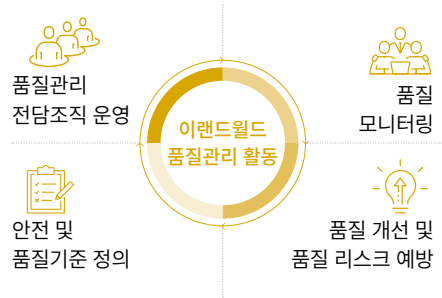 품질관리
전담조직 운영
품질
모니터링
이랜드월드
품질관리 활동
안전 및
품질기준 정의
품질 개선 및
품질 리스크 예방